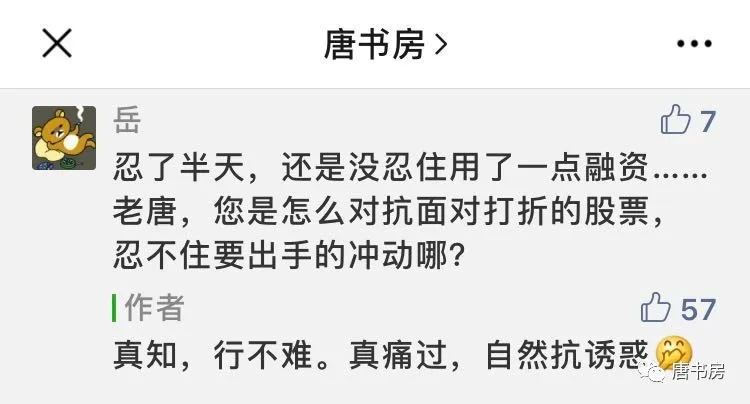 唐书房
岳
7
忍了半天，还是没忍住用了一点融资……
老唐，您是怎么对抗面对打折的股票，
忍不住要出手的冲动哪？
作者
57
真知，行不难。真痛过，自然抗诱惑
唐书房